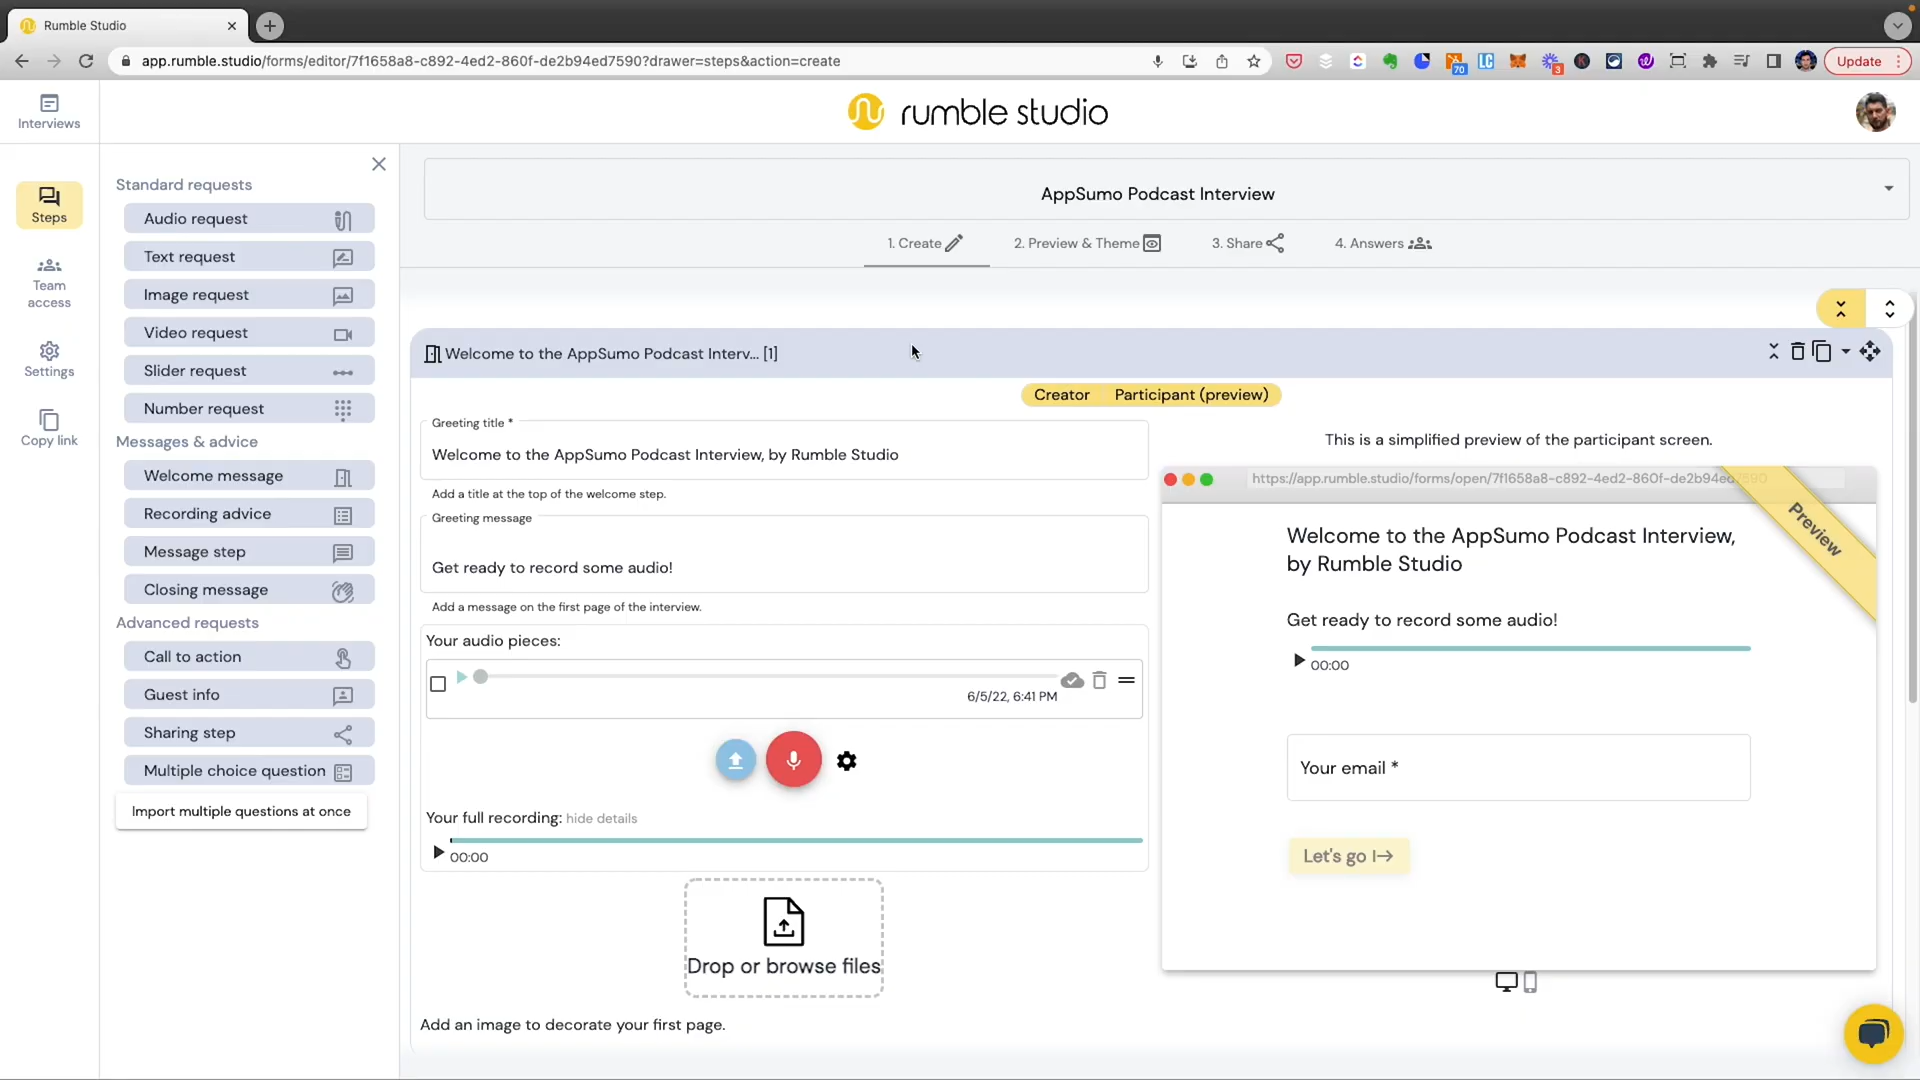 Rumble Studio
app.rumble.studio/forms/editor/7f1658a8-c892-4ed2-860f-de2b94ed7590?drawer=steps&action=create
70
3
Update
Interviews
rumble studio
Steps
Team access
Settings
Copy link
Standard requests
Audio request
Text request
Image request
Video request
Slider request
Number request
Messages & advice
Welcome message
Recording advice
Message step
Closing message
Advanced requests
Call to action
Guest info
Sharing step
Multiple choice question
Import multiple questions at once
AppSumo Podcast Interview
1. Create
2. Preview & Theme
3. Share
4. Answers
Welcome to the AppSumo Podcast Interv... [1]
Creator
Participant (preview)
Greeting title *
Welcome to the AppSumo Podcast Interview, by Rumble Studio
Add a title at the top of the welcome step.
Greeting message
Get ready to record some audio!
Add a message on the first page of the interview.
Your audio pieces:
6/5/22, 6:41 PM
Your full recording: hide details
00:00
Drop or browse files
Add an image to decorate your first page.
This is a simplified preview of the participant screen.
https://app.rumble.studio/forms/open/7f1658a8-c892-4ed2-860f-de2b94ed7590
Preview
Welcome to the AppSumo Podcast Interview,
by Rumble Studio
Get ready to record some audio!
00:00
Your email *
Let's go